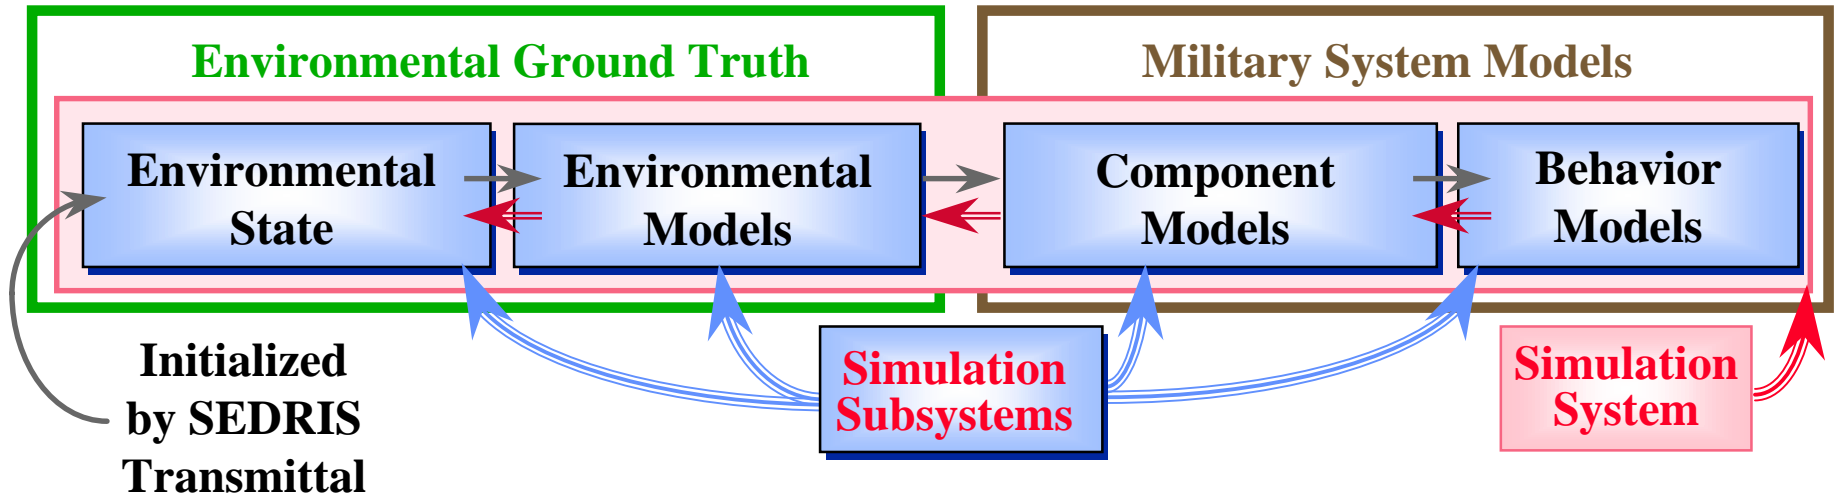 Environmental Ground Truth
Military System Models
Environmental
State
Environmental
Models
Component
Models
Behavior
Models
Initialized
by SEDRIS
Transmittal
Simulation
Subsystems
Simulation
System